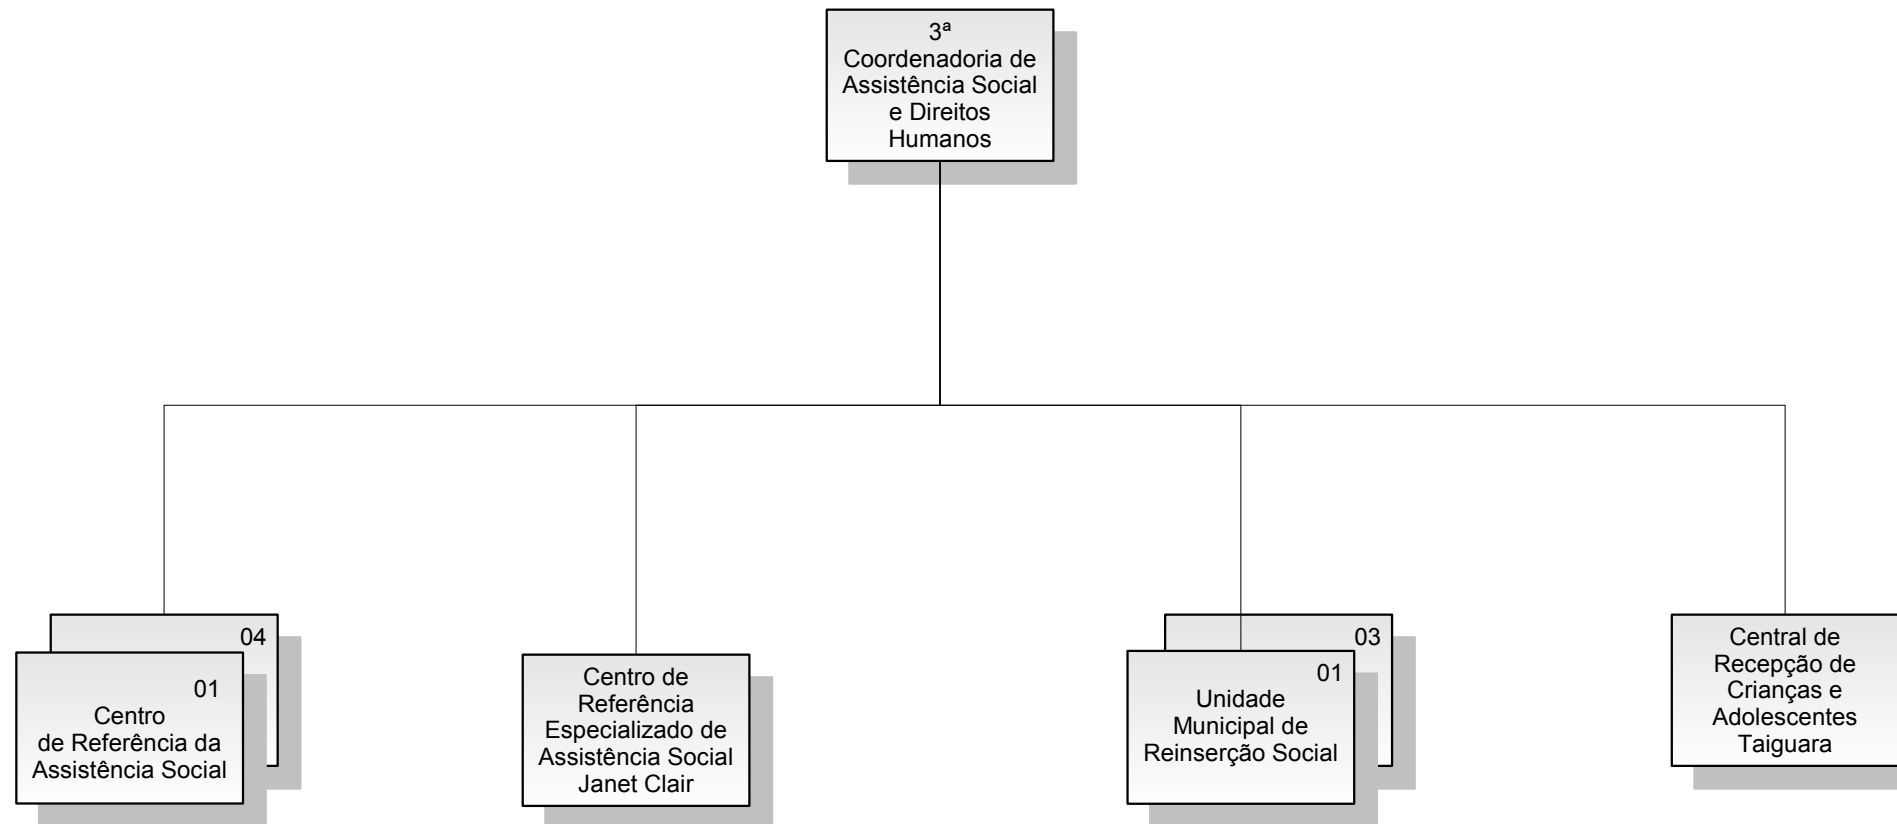 3ª
Coordenadoria de
Assistência Social
e Direitos
Humanos
04
01
Centro
de Referência da
Assistência Social
Centro de
Referência
Especializado de
Assistência Social
Janet Clair
03
01
Unidade
Municipal de
Reinserção Social
Central de
Recepção de
Crianças e
Adolescentes
Taiguara